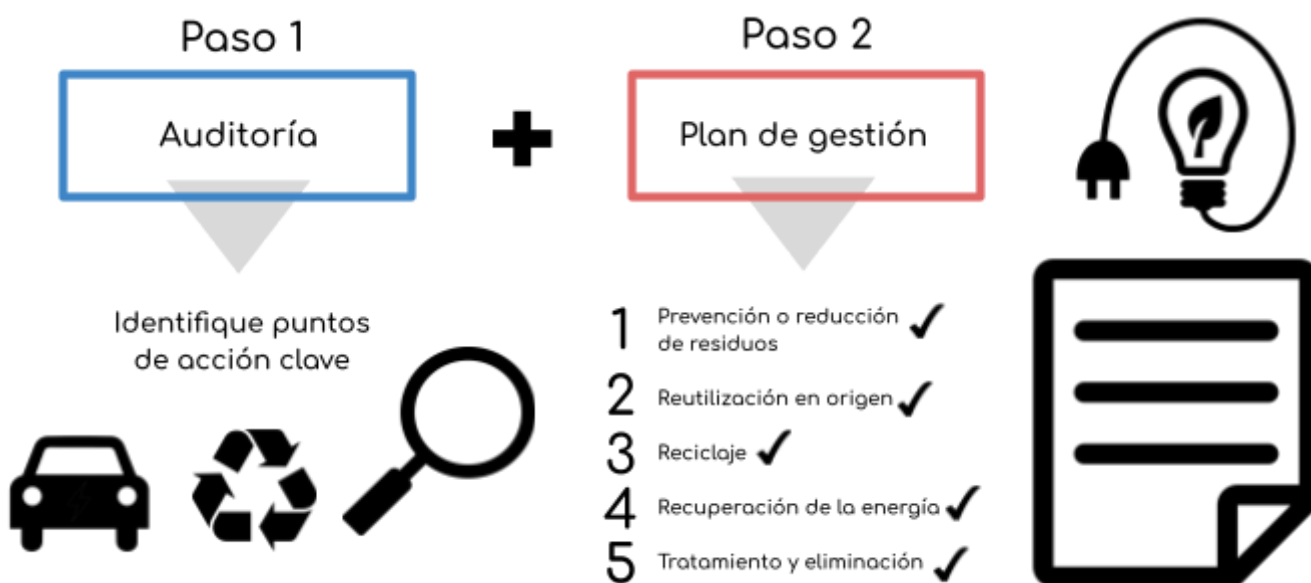 Paso 1
Auditoría
Identifique puntos
de acción clave
Paso 2
Plan de gestión
1 Prevención o reducción
de residuos
2 Reutilización en origen
3 Reciclaje
4 Recuperación de la energía
5 Tratamiento y eliminación